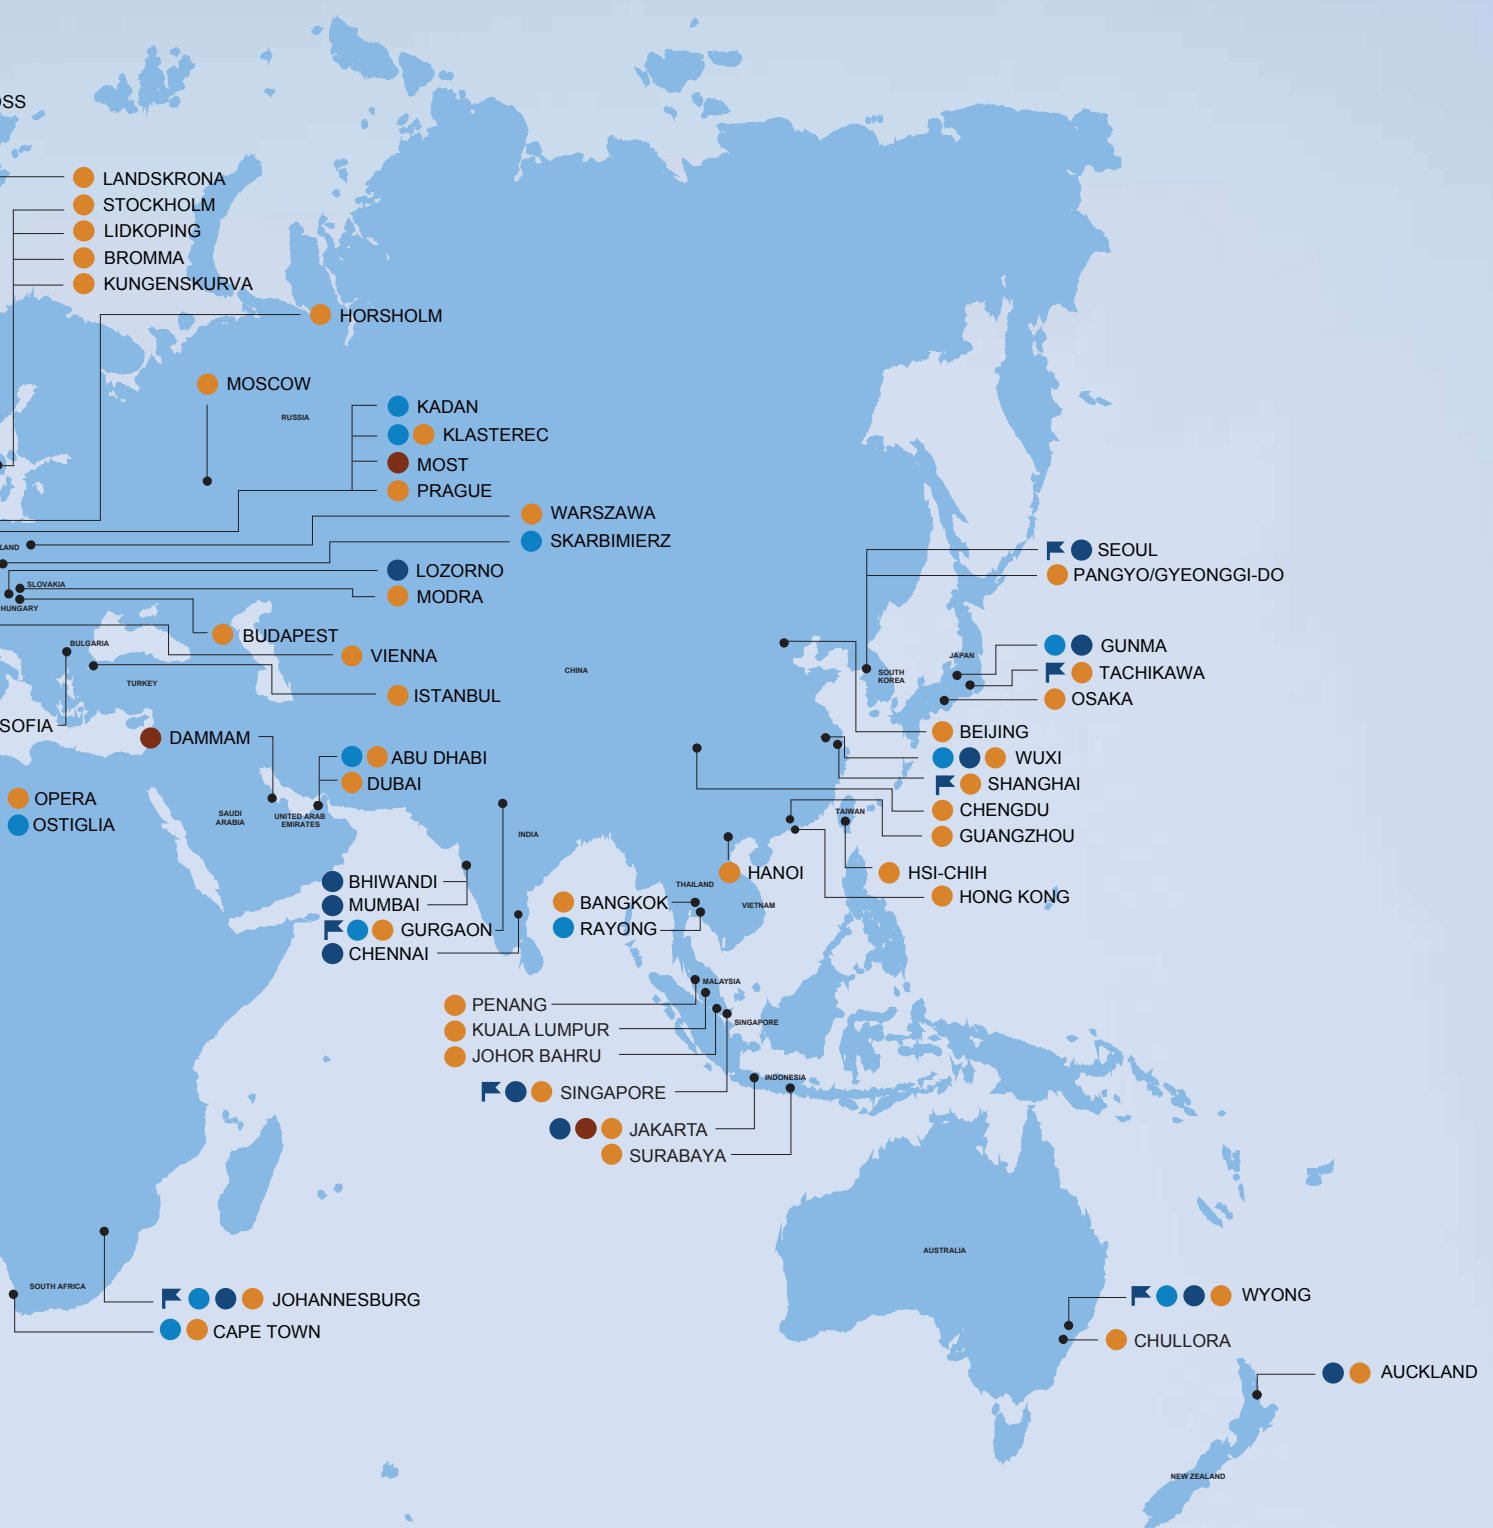 OSS
LANDSKRONA
STOCKHOLM
LIDKOPING
BROMMA
KUNGENSKURVA
HORSHOLM
MOSCOW
RUSSIA
KADAN
KLASTEREC
MOST
PRAGUE
WARSZAWA
SKARBIMIERZ
LAND
LOZORNO
SLOVAKIA
MODRA
HUNGARY
BUDAPEST
BULGARIA
VIENNA
TURKEY
ISTANBUL
SOFIA
DAMMAM
ABU DHABI
DUBAI
OPERA
OSTIGLIA
SAUDI
ARABIA
UNITED ARAB
EMIRATES
CHINA
INDIA
SEOUL
PANGYO/GYEONGGI-DO
GUNMA
JAPAN
TACHIKAWA
SOUTH
KOREA
OSAKA
BEIJING
WUXI
SHANGHAI
CHENGDU
TAIWAN
GUANGZHOU
HANOI
HSI-CHIH
HONG KONG
BHIWANDI
MUMBAI
GURGAON
CHENNAI
THAILAND
BANGKOK
VIETNAM
RAYONG
MALAYSIA
PENANG
SINGAPORE
KUALA LUMPUR
JOHOR BAHRU
INDONESIA
SINGAPORE
JAKARTA
SURABAYA
AUSTRALIA
SOUTH AFRICA
JOHANNESBURG
CAPE TOWN
WYONG
CHULLORA
AUCKLAND
NEW ZEALAND